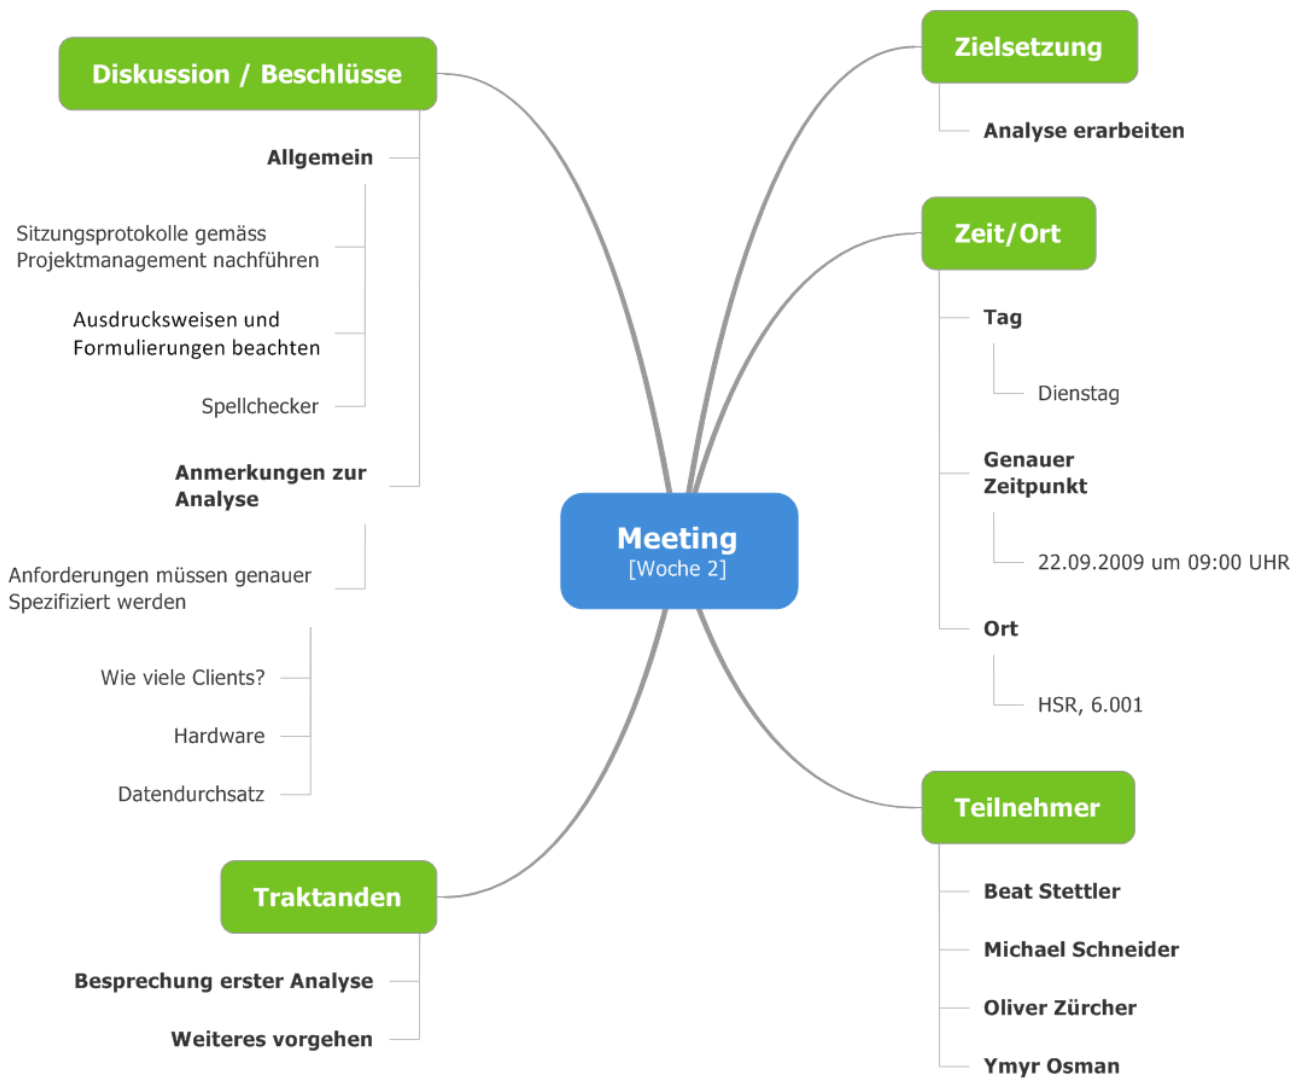 Meeting
[Woche 2]
Zielsetzung
Analyse erarbeiten
Zeit/Ort
Tag
Dienstag
Genauer
Zeitpunkt
22.09.2009 um 09:00 UHR
Ort
HSR, 6.001
Teilnehmer
Beat Stettler
Michael Schneider
Oliver Zürcher
Ymyr Osman
Diskussion / Beschlüsse
Allgemein
Sitzungsprotokolle gemäss
Projektmanagement nachführen
Ausdrucksweisen und
Formulierungen beachten
Spellchecker
Anmerkungen zur
Analyse
Anforderungen müssen genauer
Spezifiziert werden
Wie viele Clients?
Hardware
Datendurchsatz
Traktanden
Besprechung erster Analyse
Weiteres vorgehen